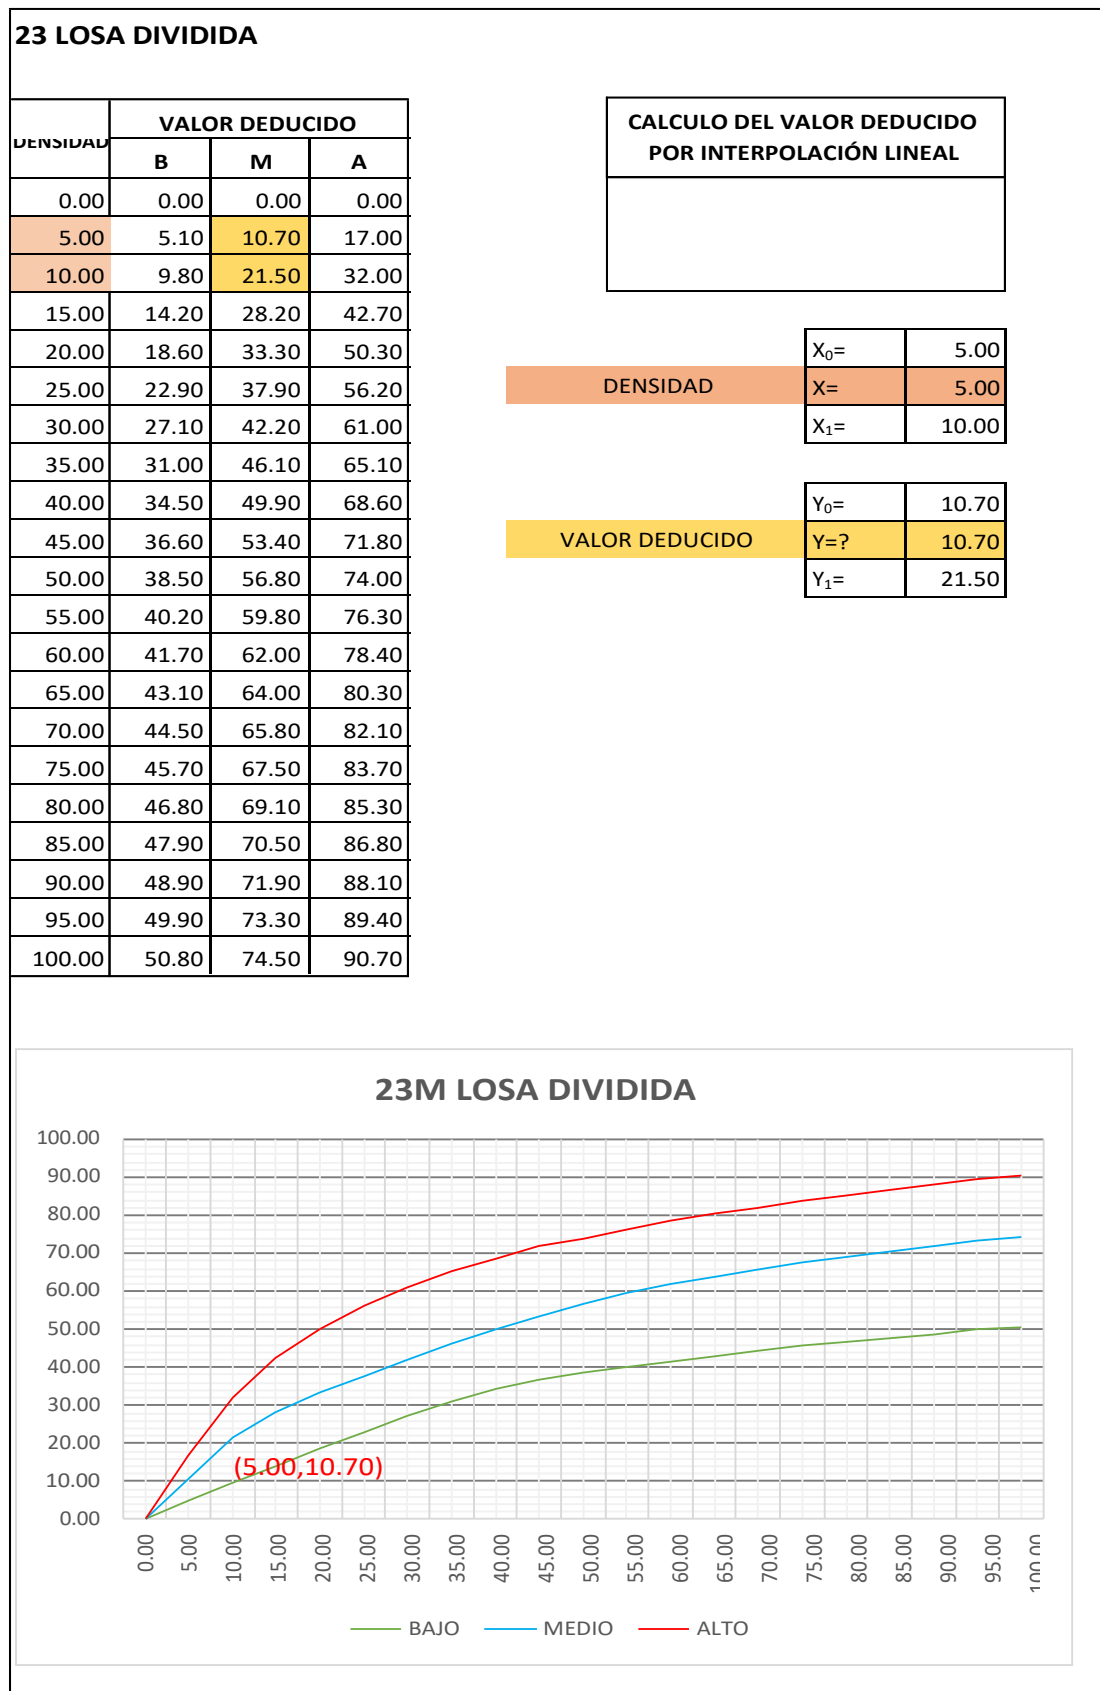 23 LOSA DIVIDIDA
DENSIDAD VALOR DEDUCIDO
B M A
0.00 0.00 0.00 0.00
5.00 5.10 10.70 17.00
10.00 9.80 21.50 32.00
15.00 14.20 28.20 42.70
20.00 18.60 33.30 50.30
25.00 22.90 37.90 56.20
30.00 27.10 42.20 61.00
35.00 31.00 46.10 65.10
40.00 34.50 49.90 68.60
45.00 36.60 53.40 71.80
50.00 38.50 56.80 74.00
55.00 40.20 59.80 76.30
60.00 41.70 62.00 78.40
65.00 43.10 64.00 80.30
70.00 44.50 65.80 82.10
75.00 45.70 67.50 83.70
80.00 46.80 69.10 85.30
85.00 47.90 70.50 86.80
90.00 48.90 71.90 88.10
95.00 49.90 73.30 89.40
100.00 50.80 74.50 90.70
CALCULO DEL VALOR DEDUCIDO
POR INTERPOLACIÓN LINEAL
X₀= 5.00
DENSIDAD X= 5.00
X₁= 10.00
Y₀= 10.70
VALOR DEDUCIDO Y=? 10.70
Y₁= 21.50
23M LOSA DIVIDIDA
100.00
90.00
80.00
70.00
60.00
50.00
40.00
30.00
20.00
10.00
0.00
(5.00,10.70)
0.00 5.00 10.00 15.00 20.00 25.00 30.00 35.00 40.00 45.00 50.00 55.00 60.00 65.00 70.00 75.00 80.00 85.00 90.00 95.00 100.00
BAJO MEDIO ALTO